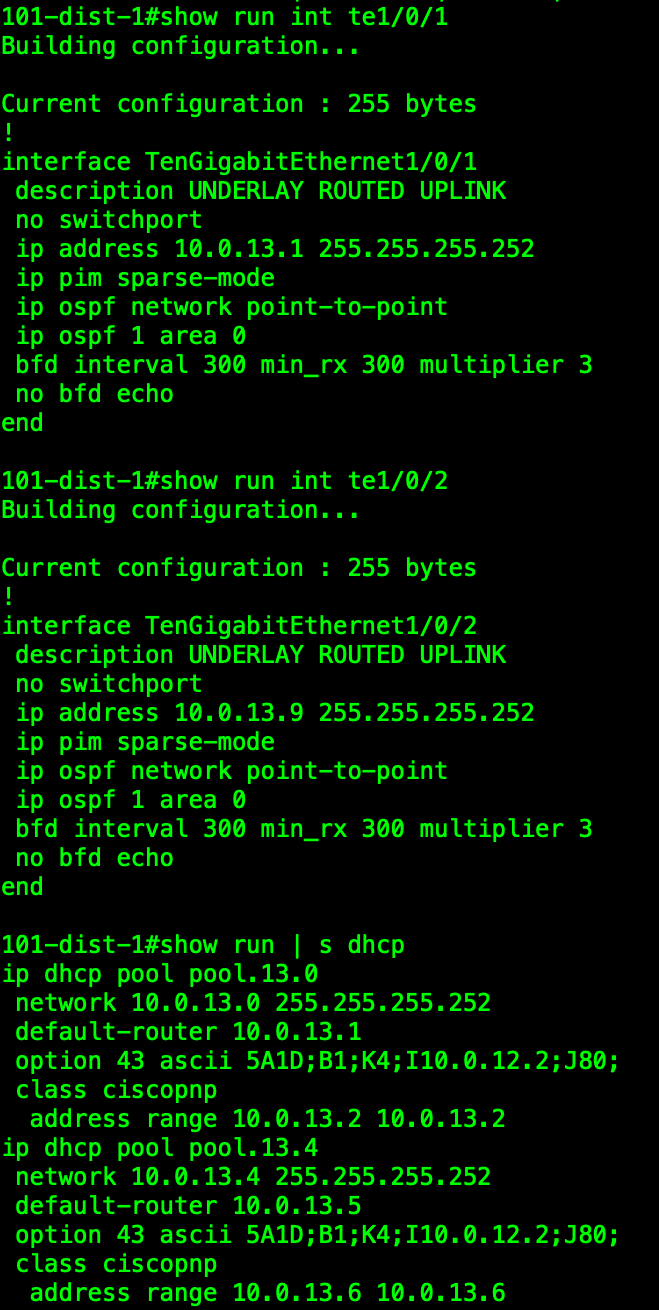 101-dist-1#show run int te1/0/1
Building configuration...

Current configuration : 255 bytes
!
interface TenGigabitEthernet1/0/1
 description UNDERLAY ROUTED UPLINK
 no switchport
 ip address 10.0.13.1 255.255.255.252
 ip pim sparse-mode
 ip ospf network point-to-point
 ip ospf 1 area 0
 bfd interval 300 min_rx 300 multiplier 3
 no bfd echo
end

101-dist-1#show run int te1/0/2
Building configuration...

Current configuration : 255 bytes
!
interface TenGigabitEthernet1/0/2
 description UNDERLAY ROUTED UPLINK
 no switchport
 ip address 10.0.13.9 255.255.255.252
 ip pim sparse-mode
 ip ospf network point-to-point
 ip ospf 1 area 0
 bfd interval 300 min_rx 300 multiplier 3
 no bfd echo
end

101-dist-1#show run | s dhcp
ip dhcp pool pool.13.0
 network 10.0.13.0 255.255.255.252
 default-router 10.0.13.1
 option 43 ascii 5A1D;B1;K4;I10.0.12.2;J80;
 class ciscopnp
  address range 10.0.13.2 10.0.13.2
ip dhcp pool pool.13.4
 network 10.0.13.4 255.255.255.252
 default-router 10.0.13.5
 option 43 ascii 5A1D;B1;K4;I10.0.12.2;J80;
 class ciscopnp
  address range 10.0.13.6 10.0.13.6